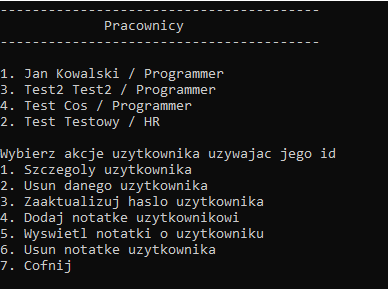 ----------------------------------------
Pracownicy
----------------------------------------
1. Jan Kowalski / Programmer
3. Test2 Test2 / Programmer
4. Test Cos / Programmer
2. Test Testowy / HR
Wybierz akcje uzytkownika uzywajac jego id
1. Szczegoly uzytkownika
2. Usun danego uzytkownika
3. Zaaktualizuj haslo uzytkownika
4. Dodaj notatke uzytkownikowi
5. Wyswietl notatki o uzytkowniku
6. Usun notatke uzytkownika
7. Cofnij